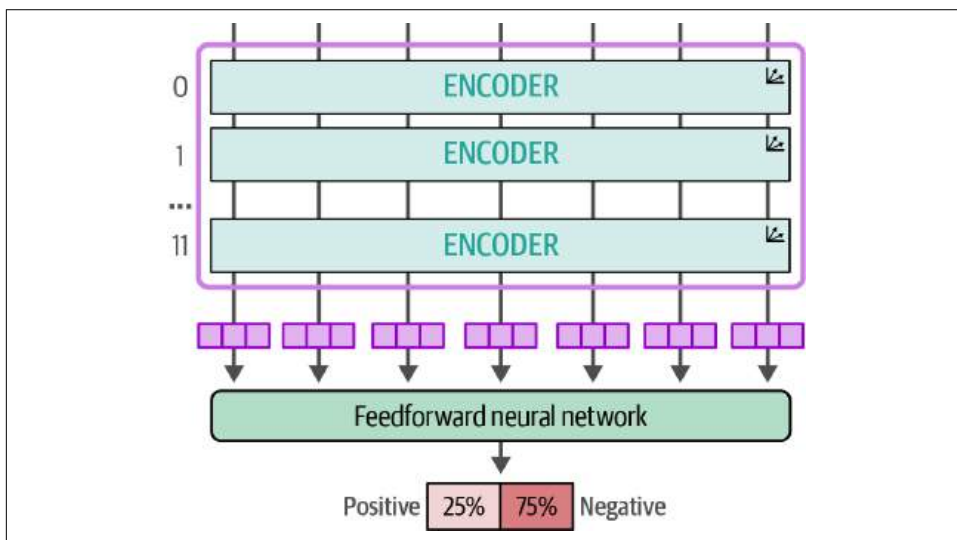 0 ENCODER
1 ENCODER
...
11 ENCODER
Feedforward neural network
Positive 25% 75% Negative